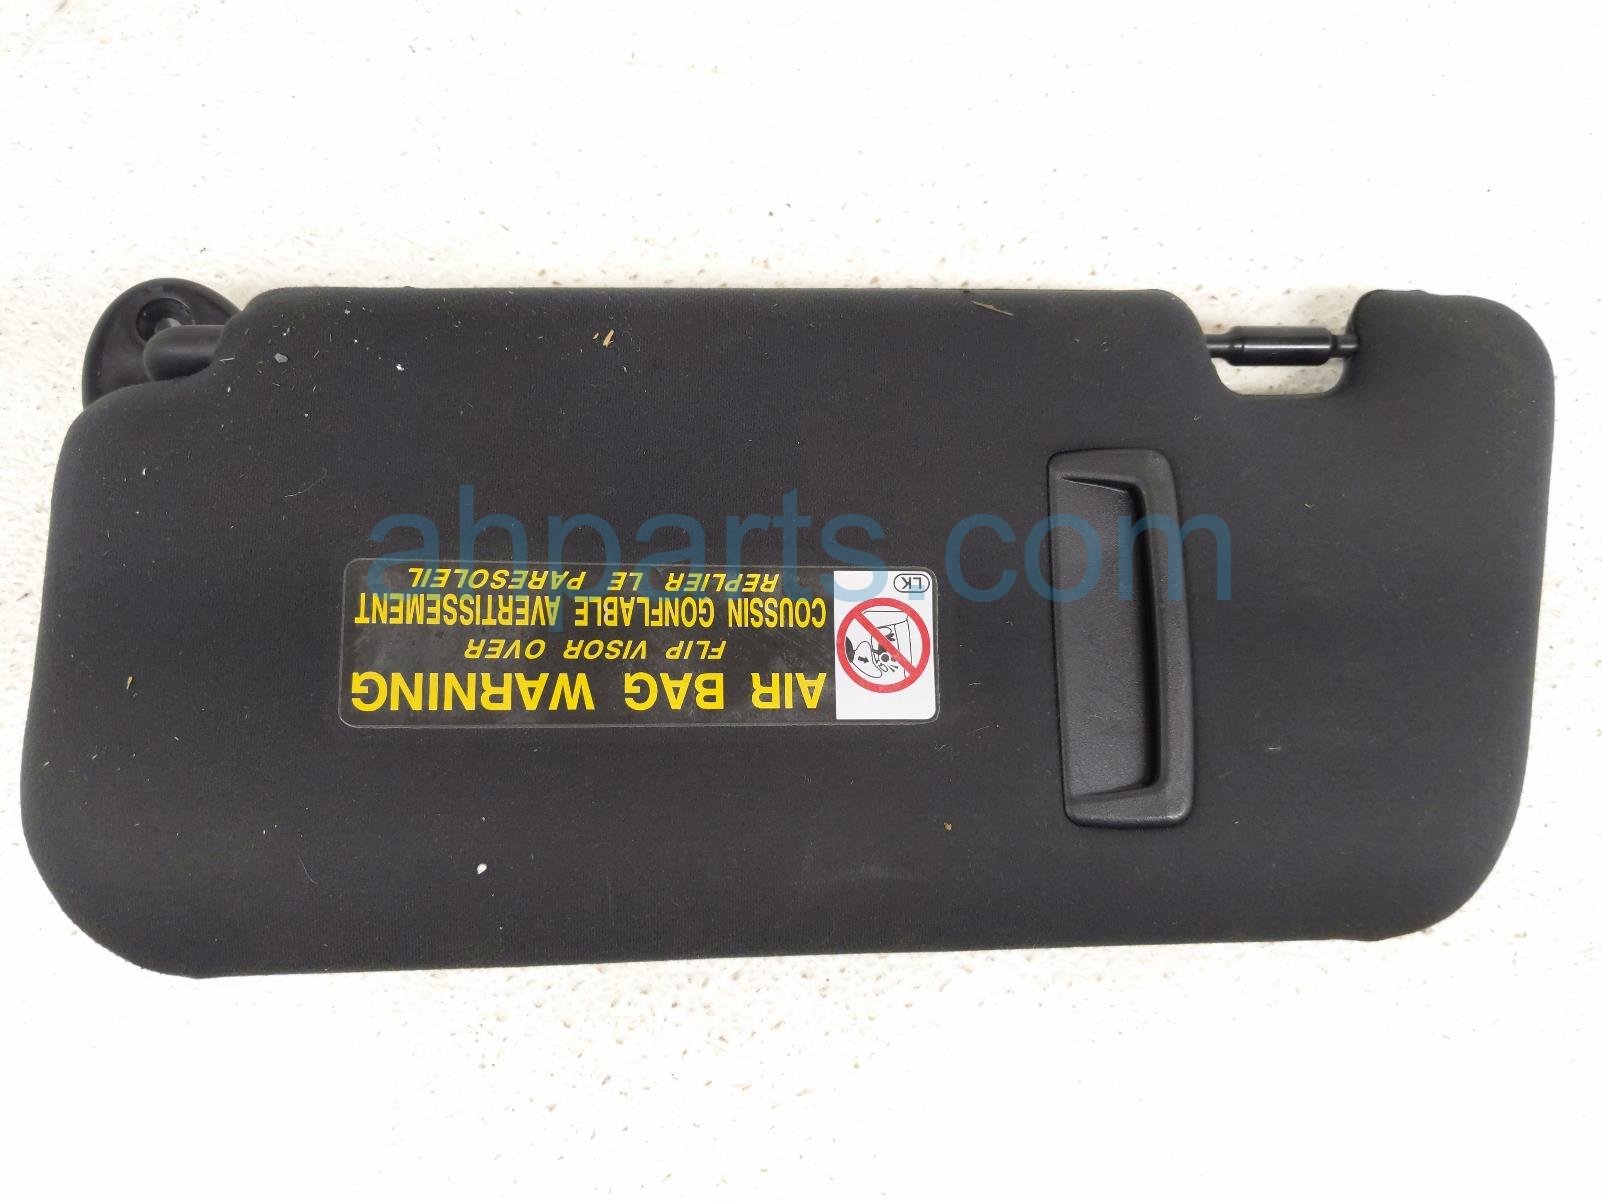 ahparts.com
AIR BAG WARNING
FLIP VISOR OVER
COUSSIN GONFLABLE AVERTISSEMENT
REPLIER LE PARESOLEIL
LK